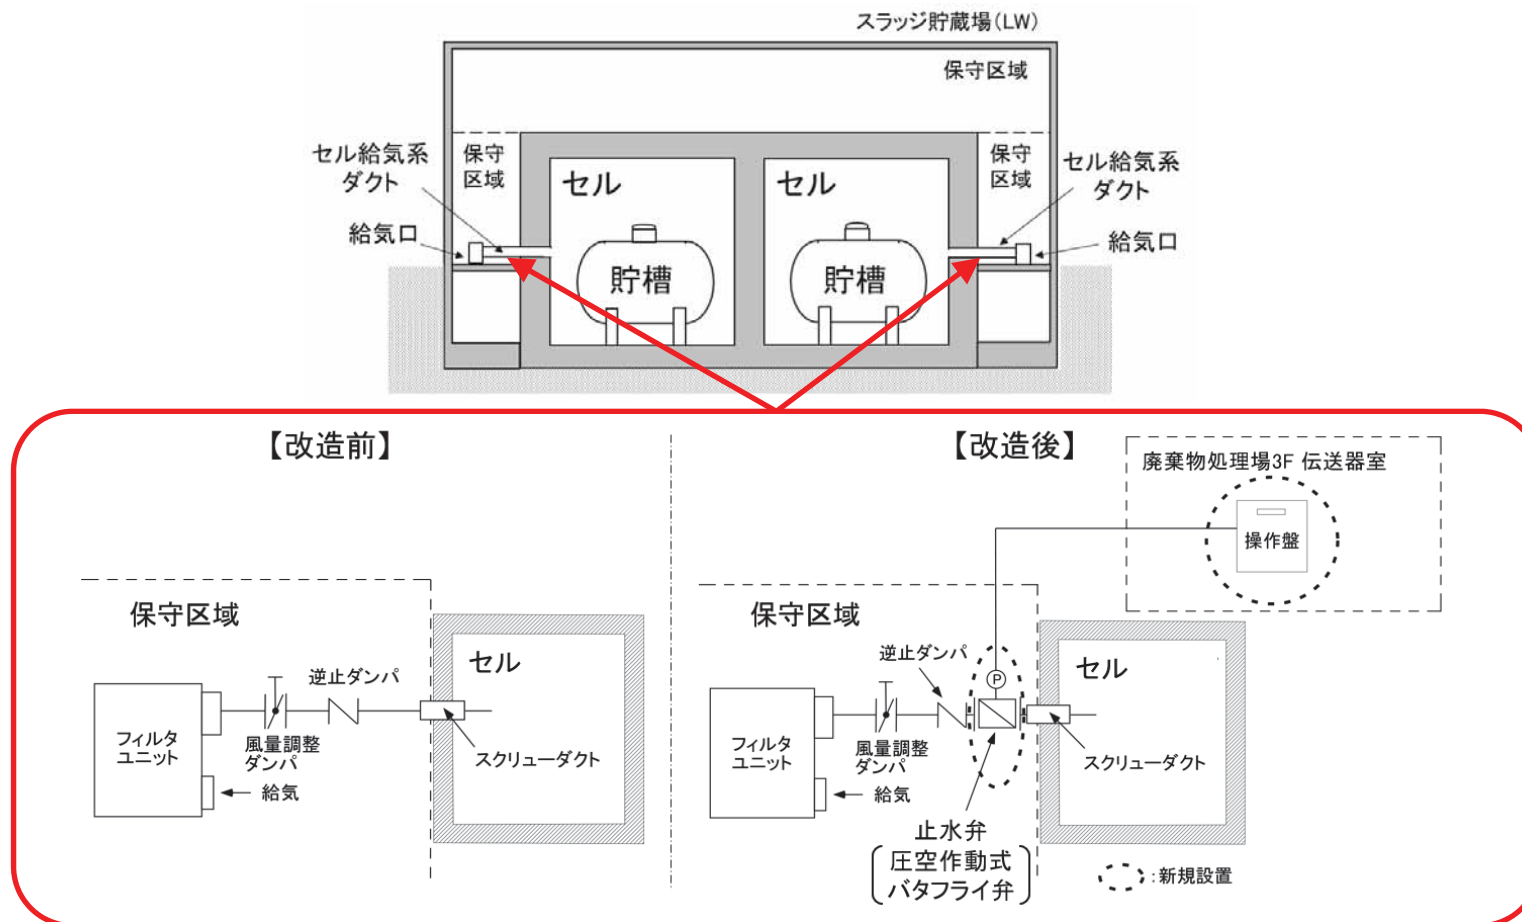 スラッジ貯蔵場(LW)
保守区域
セル給気系
ダクト
保守
区域
セル
セル
保守
区域
セル給気系
ダクト
給気口
給気口
貯槽
貯槽
【改造前】
保守区域
セル
逆止ダンパ
フィルタ
ユニット
風量調整
ダンパ
スクリューダクト
給気
【改造後】
廃棄物処理場3F 伝送器室
操作盤
保守区域
逆止ダンパ
P
セル
フィルタ
ユニット
風量調整
ダンパ
スクリューダクト
給気
止水弁
圧空作動式
バタフライ弁
:新規設置